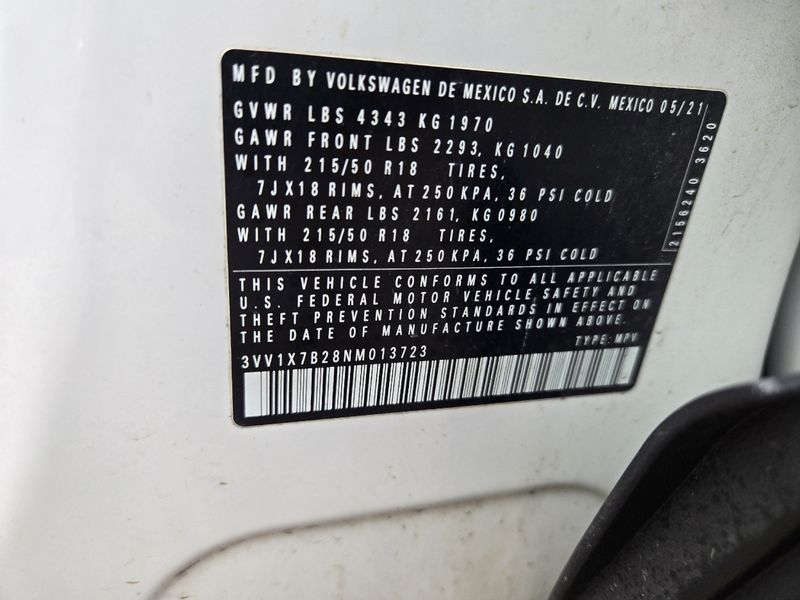 MFD BY VOLKSWAGEN DE MEXICO S.A. DE C.V. MEXICO 05/21
GVWR LBS 4343 KG 1970
GAWR FRONT LBS 2293, KG 1040
WITH 215/50 R18 TIRES,
7JX18 RIMS, AT 250 KPA, 36 PSI COLD
GAWR REAR LBS 2161, KG 0980
WITH 215/50 R18 TIRES,
7JX18 RIMS, AT 250 KPA, 36 PSI COLD
2156240 3620
THIS VEHICLE CONFORMS TO ALL APPLICABLE
U.S. FEDERAL MOTOR VEHICLE SAFETY AND
THEFT PREVENTION STANDARDS IN EFFECT ON
THE DATE OF MANUFACTURE SHOWN ABOVE.
3VV1X7B28NM013723 TYPE: MPV